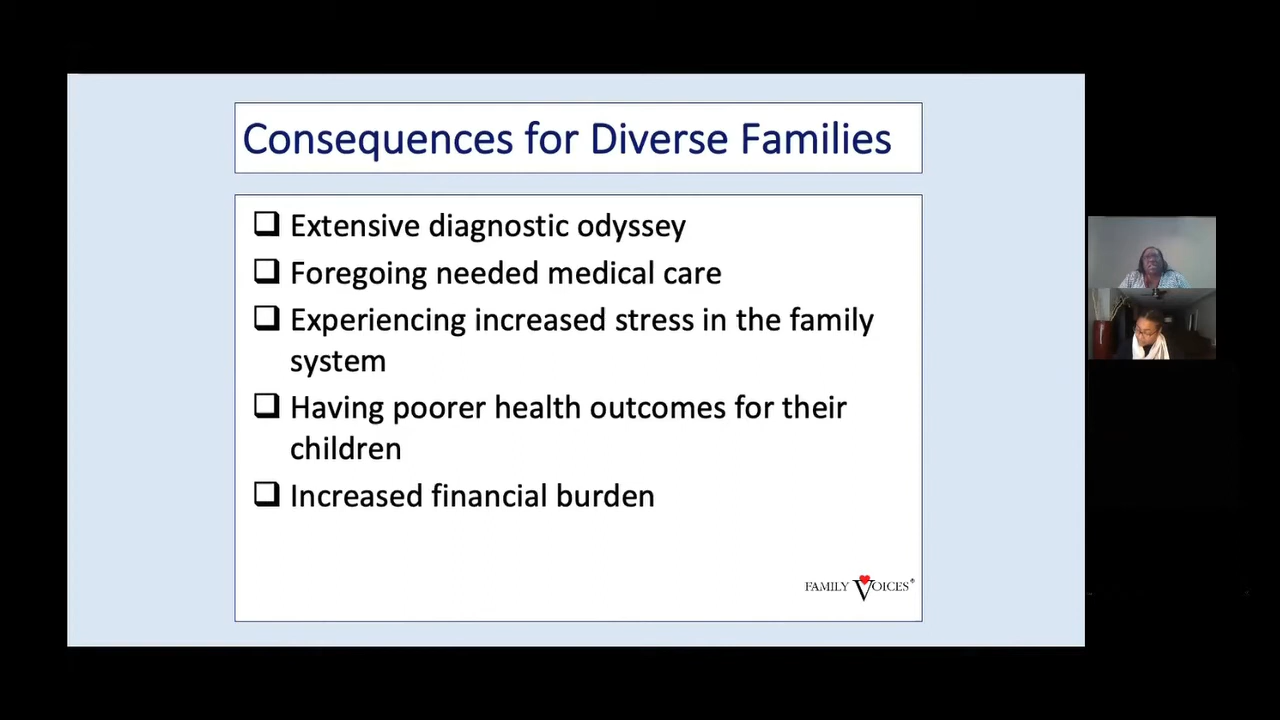 Consequences for Diverse Families
Extensive diagnostic odyssey
Foregoing needed medical care
Experiencing increased stress in the family
system
Having poorer health outcomes for their
children
Increased financial burden
FAMILY VOICES®